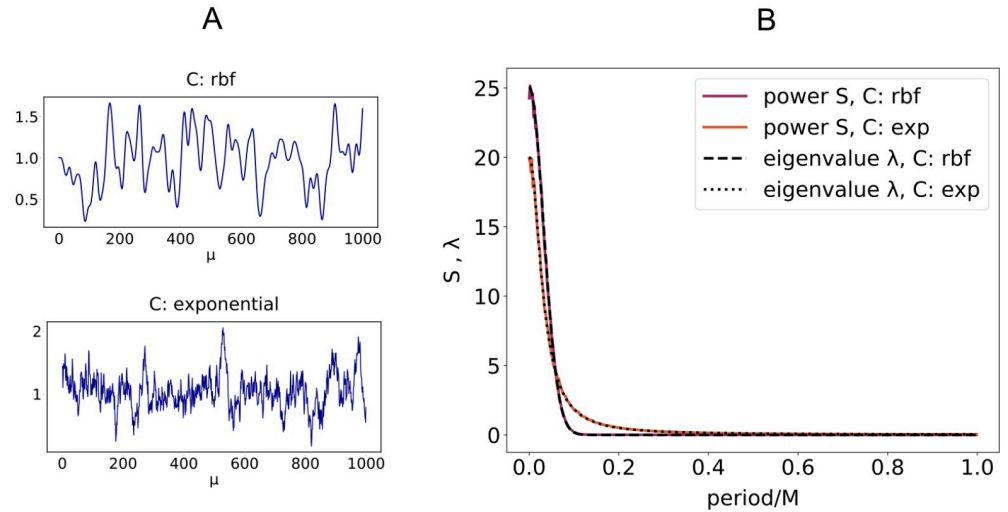 A
C: rbf
1.5
1.0
0.5
0 200 400 600 800 1000
μ
C: exponential
2
1
0 200 400 600 800 1000
μ
B
25
20
15
10
5
0
S , λ
power S, C: rbf
power S, C: exp
eigenvalue λ, C: rbf
eigenvalue λ, C: exp
0.0 0.2 0.4 0.6 0.8 1.0
period/M